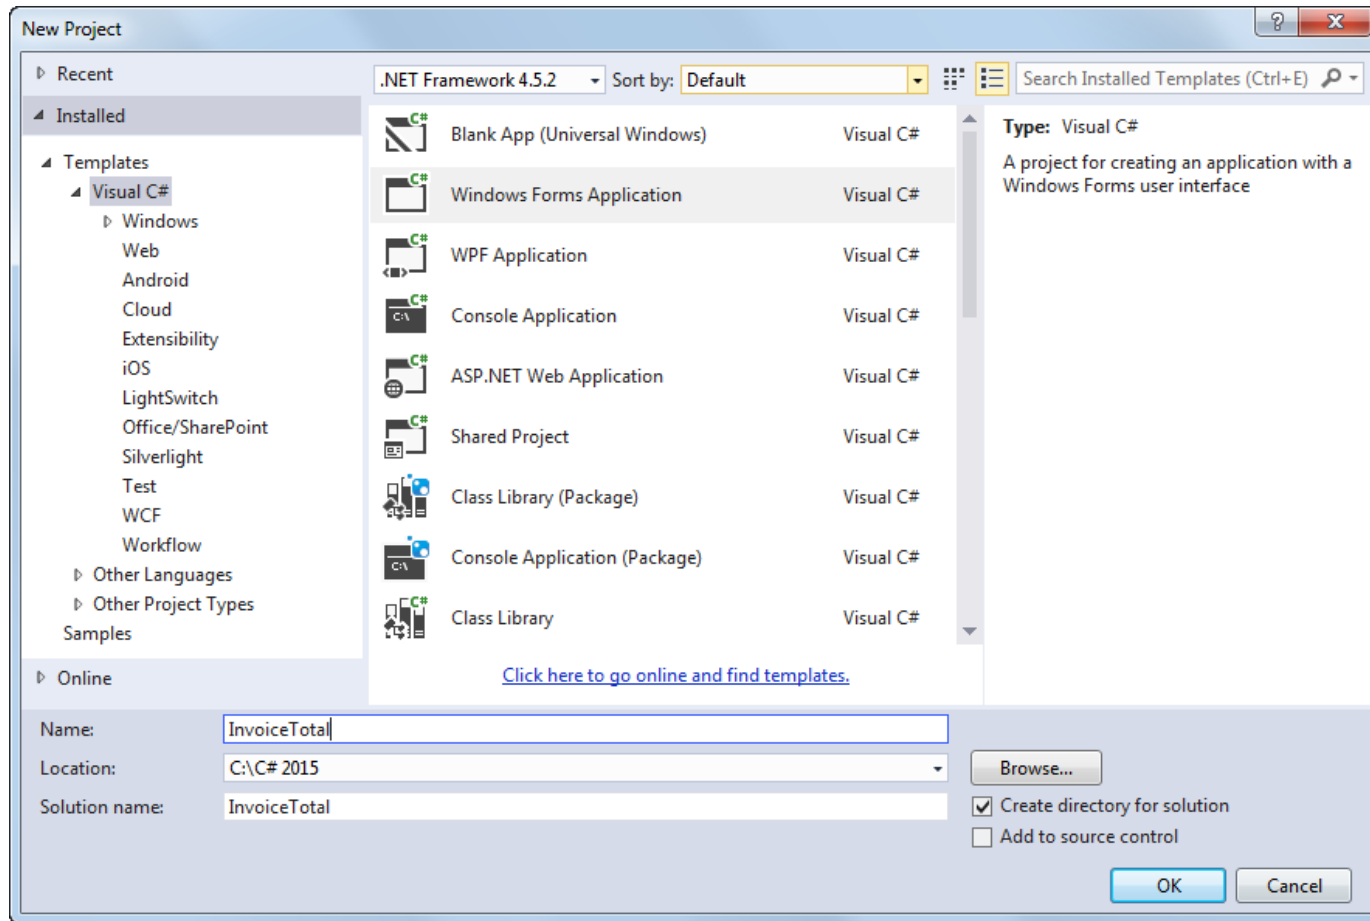 New Project
Recent
Installed
Templates
Visual C#
Windows
Web
Android
Cloud
Extensibility
iOS
LightSwitch
Office/SharePoint
Silverlight
Test
WCF
Workflow
Other Languages
Other Project Types
Samples
Online
.NET Framework 4.5.2 Sort by: Default
Search Installed Templates (Ctrl+E)
Blank App (Universal Windows) Visual C#
Windows Forms Application Visual C#
WPF Application Visual C#
Console Application Visual C#
ASP.NET Web Application Visual C#
Shared Project Visual C#
Class Library (Package) Visual C#
Console Application (Package) Visual C#
Class Library Visual C#
Click here to go online and find templates.
Type: Visual C#
A project for creating an application with a
Windows Forms user interface
Name: InvoiceTotal
Location: C:\C# 2015 Browse...
Solution name: InvoiceTotal
Create directory for solution
Add to source control
OK Cancel